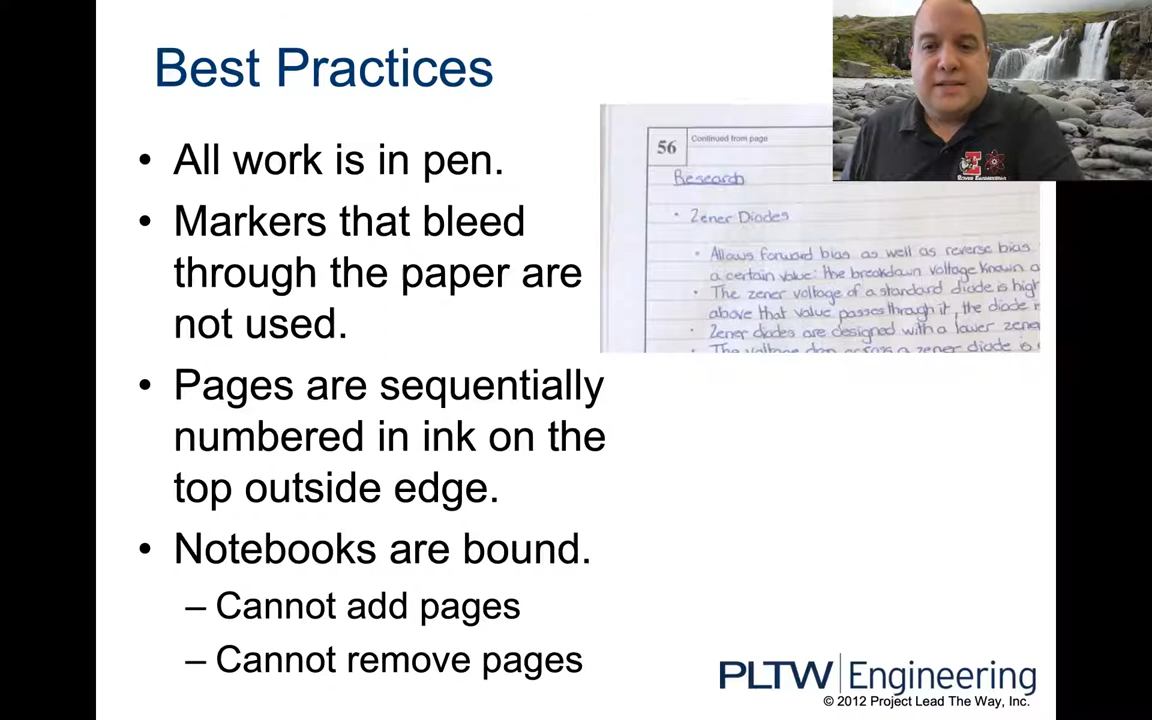 Best Practices
• All work is in pen.
• Markers that bleed
through the paper are
not used.
• Pages are sequentially
numbered in ink on the
top outside edge.
• Notebooks are bound.
– Cannot add pages
– Cannot remove pages
56
Continued from page
Research
• Zener Diodes
• Allows forward bias as well as reverse bias
a certain value: the breakdown voltage known a
• The zener voltage of a standard diode is high
above that value passes through it, the diode i
• Zener diodes are designed with a lower zene
• The voltage drop across a zener diode is
PLTW Engineering
© 2012 Project Lead The Way, Inc.